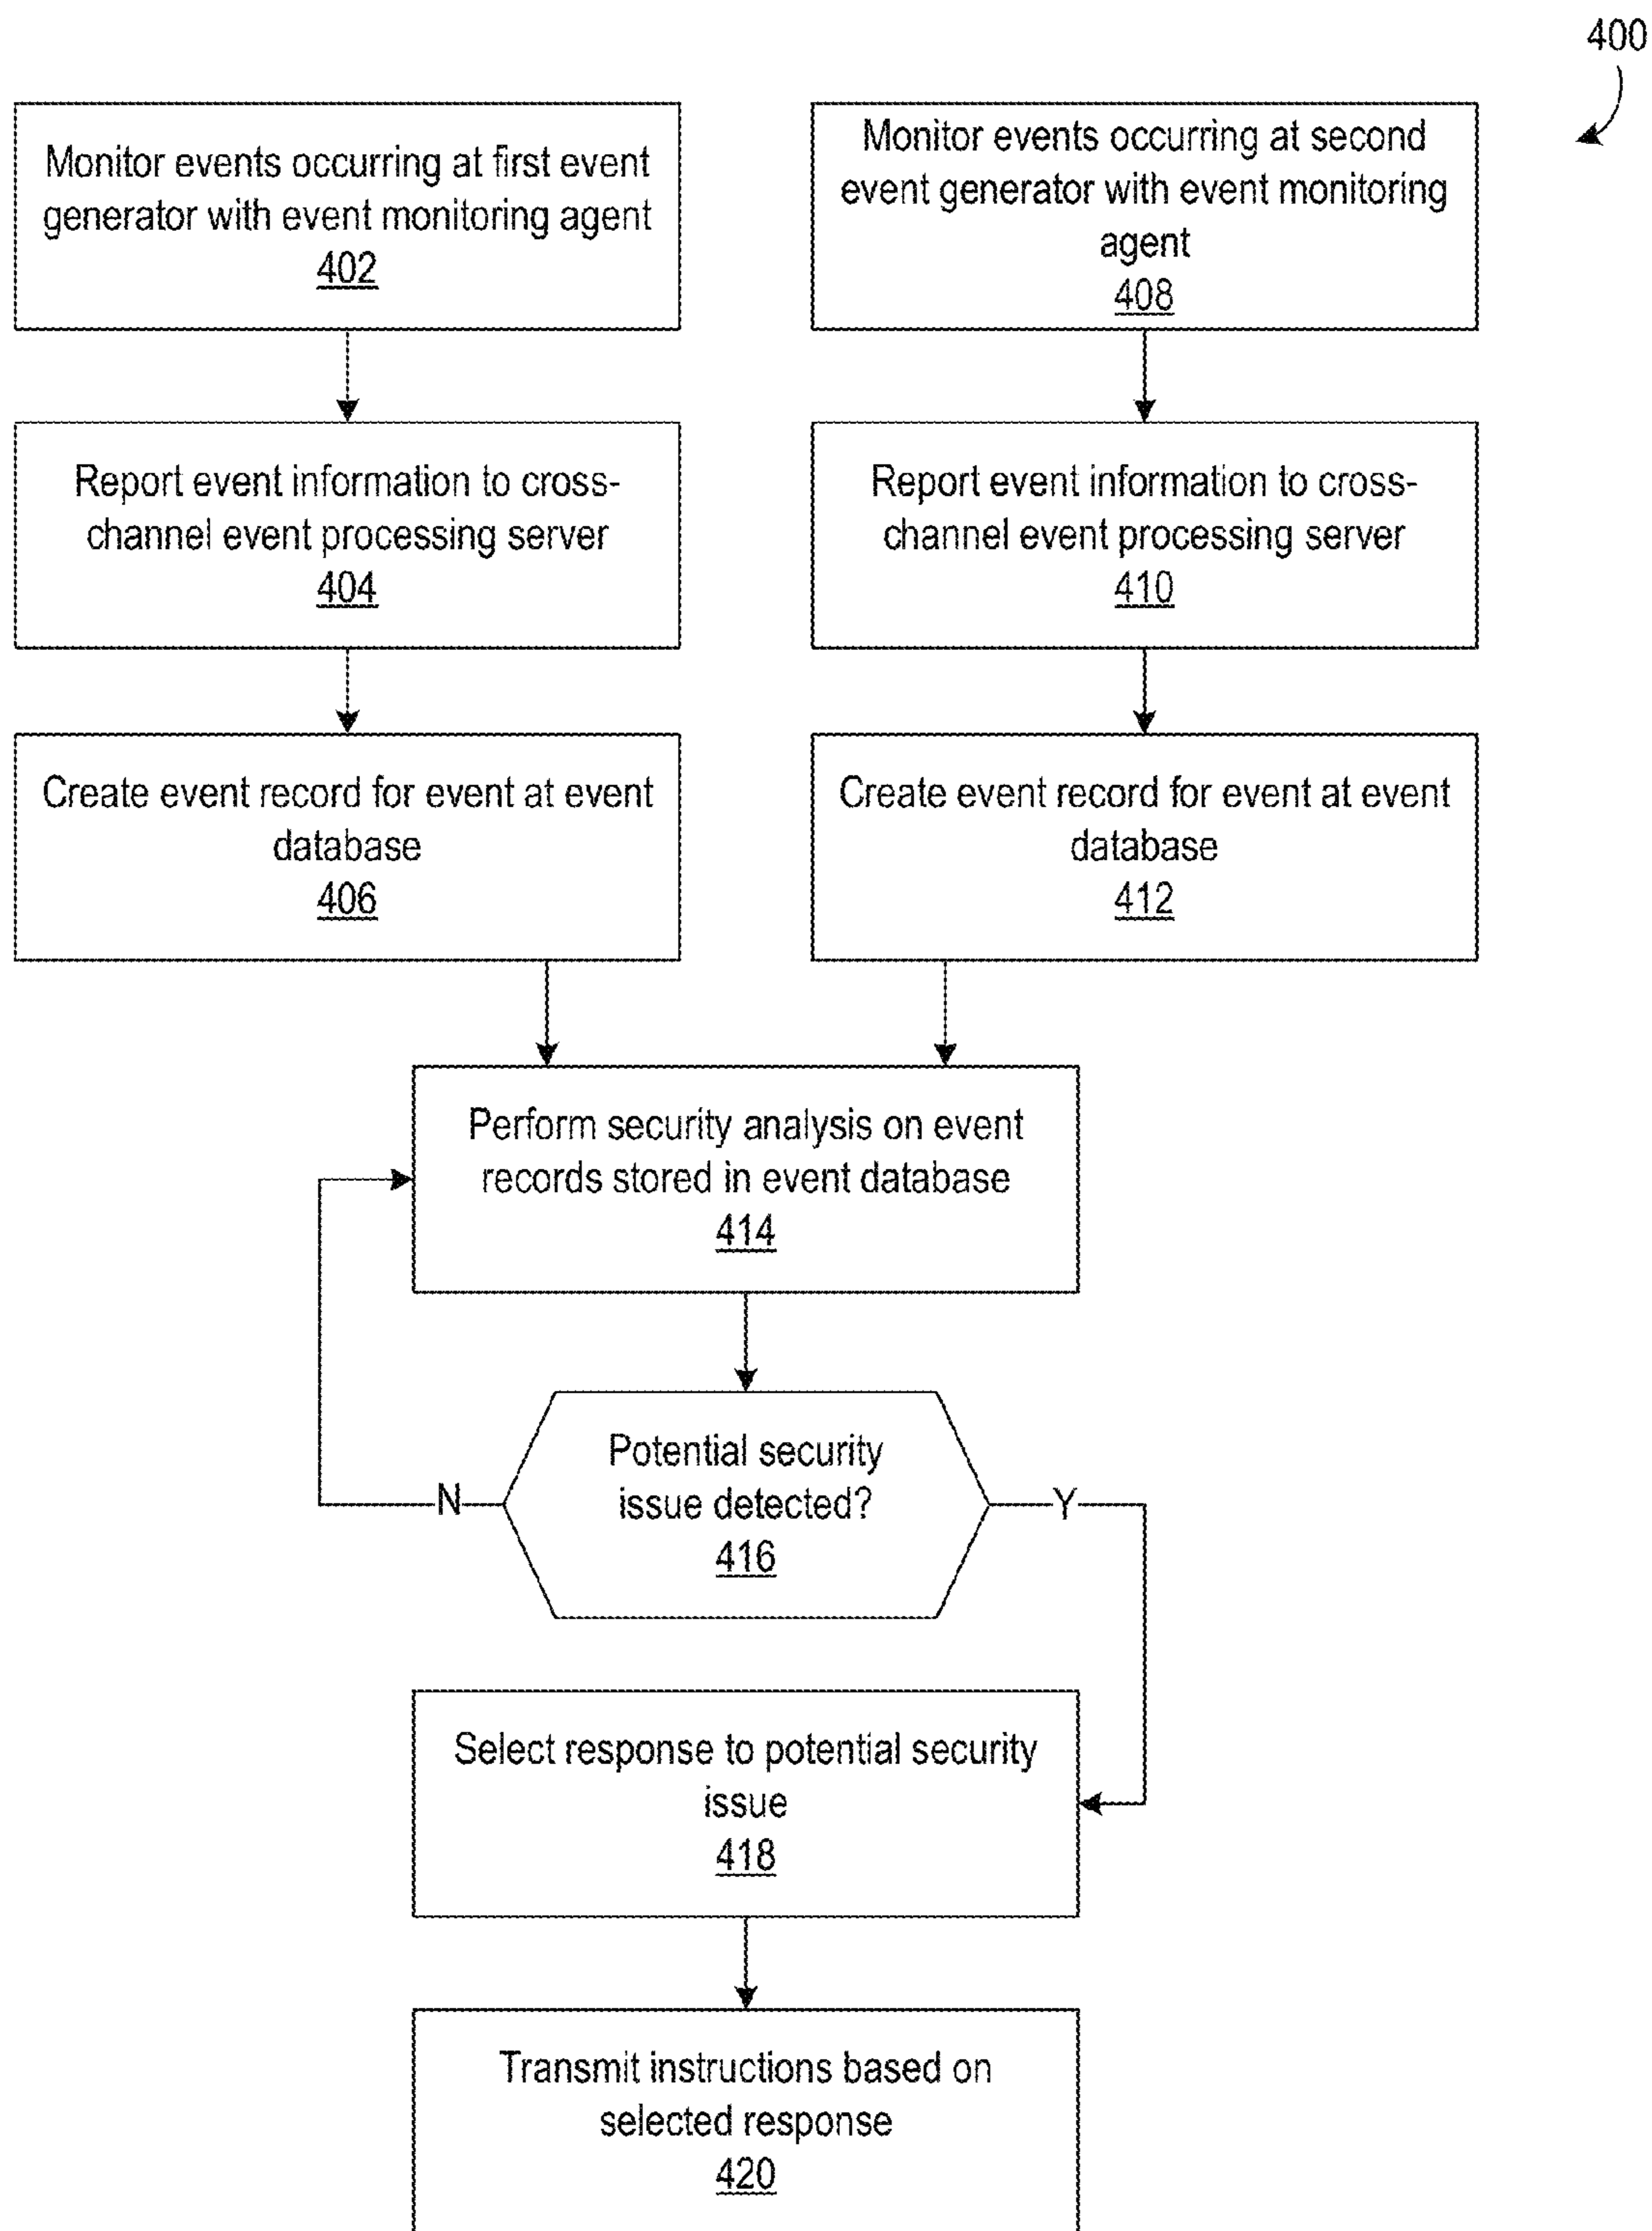 400
Monitor events occurring at first event
generator with event monitoring agent
402
Monitor events occurring at second
event generator with event monitoring
agent
408
Report event information to cross-
channel event processing server
404
Report event information to cross-
channel event processing server
410
Create event record for event at event
database
406
Create event record for event at event
database
412
Perform security analysis on event
records stored in event database
414
Potential security
issue detected?
416
N
Y
Select response to potential security
issue
418
Transmit instructions based on
selected response
420